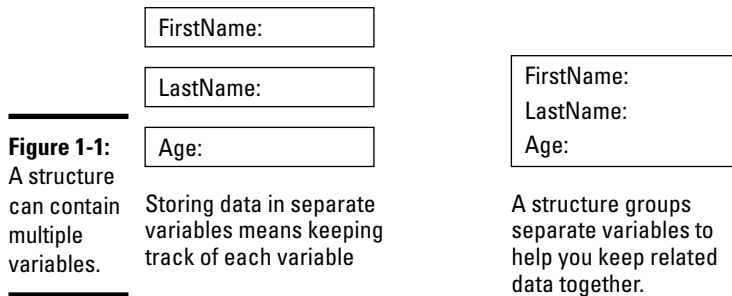 FirstName:
LastName:
Age:
Storing data in separate
variables means keeping
track of each variable
FirstName:
LastName:
Age:
A structure groups
separate variables to
help you keep related
data together.
Figure 1-1:
A structure
can contain
multiple
variables.